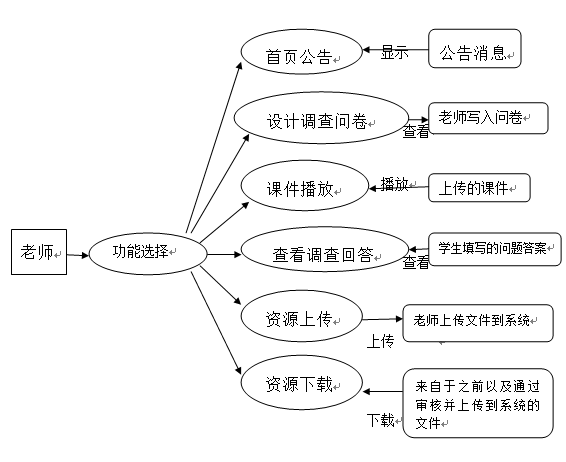 首页公告
显示
公告消息
设计调查问卷
查看
老师写入问卷
课件播放
播放
上传的课件
老师
功能选择
查看调查回答
查看
学生填写的问题答案
资源上传
上传
老师上传文件到系统
资源下载
下载
来自于之前以及通过
审核并上传到系统的
文件